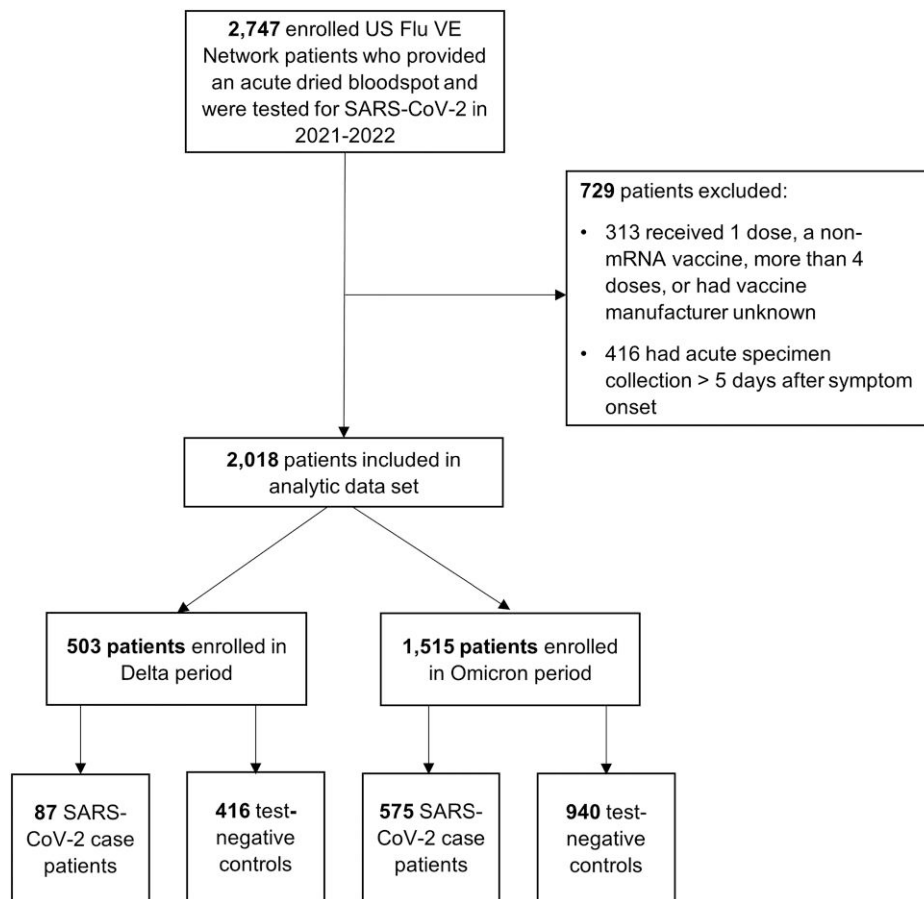 2,747 enrolled US Flu VE
Network patients who provided
an acute dried bloodspot and
were tested for SARS-CoV-2 in
2021-2022
729 patients excluded:
• 313 received 1 dose, a non-
mRNA vaccine, more than 4
doses, or had vaccine
manufacturer unknown
• 416 had acute specimen
collection > 5 days after symptom
onset
2,018 patients included in
analytic data set
503 patients enrolled in
Delta period
1,515 patients enrolled
in Omicron period
87 SARS-
CoV-2 case
patients
416 test-
negative
controls
575 SARS-
CoV-2 case
patients
940 test-
negative
controls